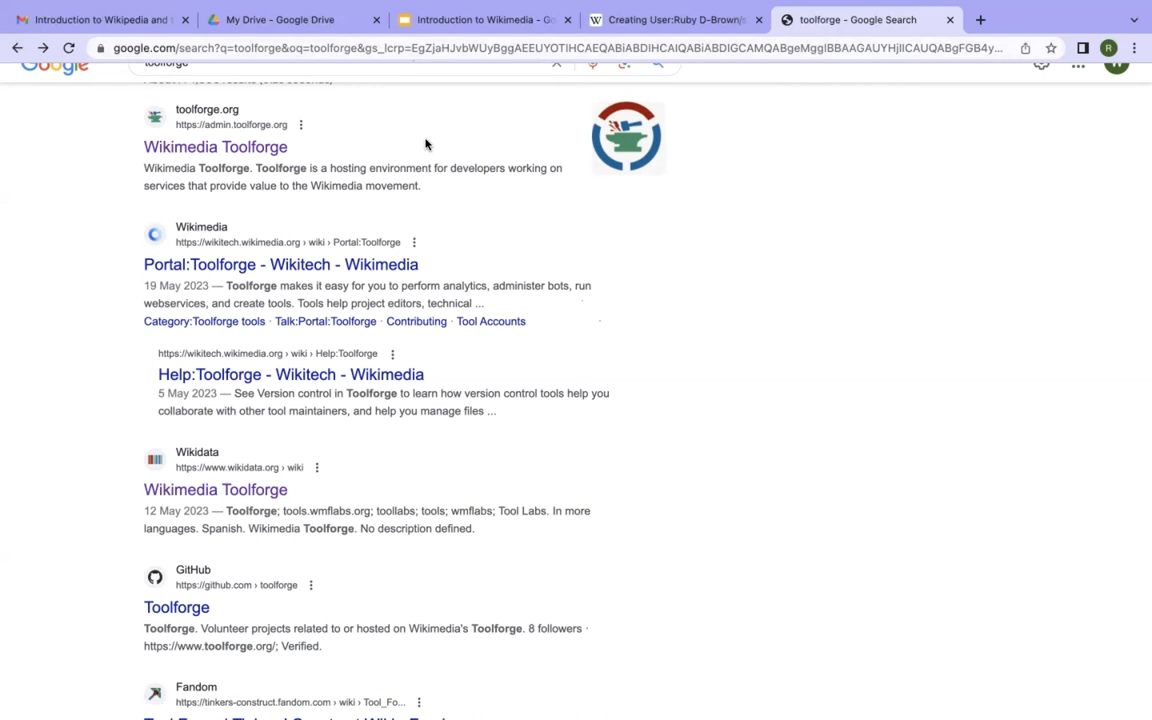 Introduction to Wikipedia and
My Drive - Google Drive
Introduction to Wikimedia - Go
Creating User:Ruby D-Brown/s
toolforge - Google Search
google.com/search?q=toolforge&oq=toolforge&gs_lcrp=EgZjaHJvbWUyBggAEEUYOTIHCAEQABiABDIHCAIQABiABDIGCAMQABgeMggIBBAAGAUYHjIICAUQABgFGB4y...
R
Google
toolforge
toolforge.org
https://admin.toolforge.org
Wikimedia Toolforge
Wikimedia Toolforge. Toolforge is a hosting environment for developers working on
services that provide value to the Wikimedia movement.
Wikimedia
https://wikitech.wikimedia.org › wiki › Portal:Toolforge
Portal:Toolforge - Wikitech - Wikimedia
19 May 2023 — Toolforge makes it easy for you to perform analytics, administer bots, run
webservices, and create tools. Tools help project editors, technical ...
Category:Toolforge tools · Talk:Portal:Toolforge · Contributing · Tool Accounts
https://wikitech.wikimedia.org › wiki › Help:Toolforge
Help:Toolforge - Wikitech - Wikimedia
5 May 2023 — See Version control in Toolforge to learn how version control tools help you
collaborate with other tool maintainers, and help you manage files ...
Wikidata
https://www.wikidata.org › wiki
Wikimedia Toolforge
12 May 2023 — Toolforge; tools.wmflabs.org; toollabs; tools; wmflabs; Tool Labs. In more
languages. Spanish. Wikimedia Toolforge. No description defined.
GitHub
https://github.com › toolforge
Toolforge
Toolforge. Volunteer projects related to or hosted on Wikimedia's Toolforge. 8 followers ·
https://www.toolforge.org/; Verified.
Fandom
https://tinkers-construct.fandom.com › wiki › Tool_Fo...